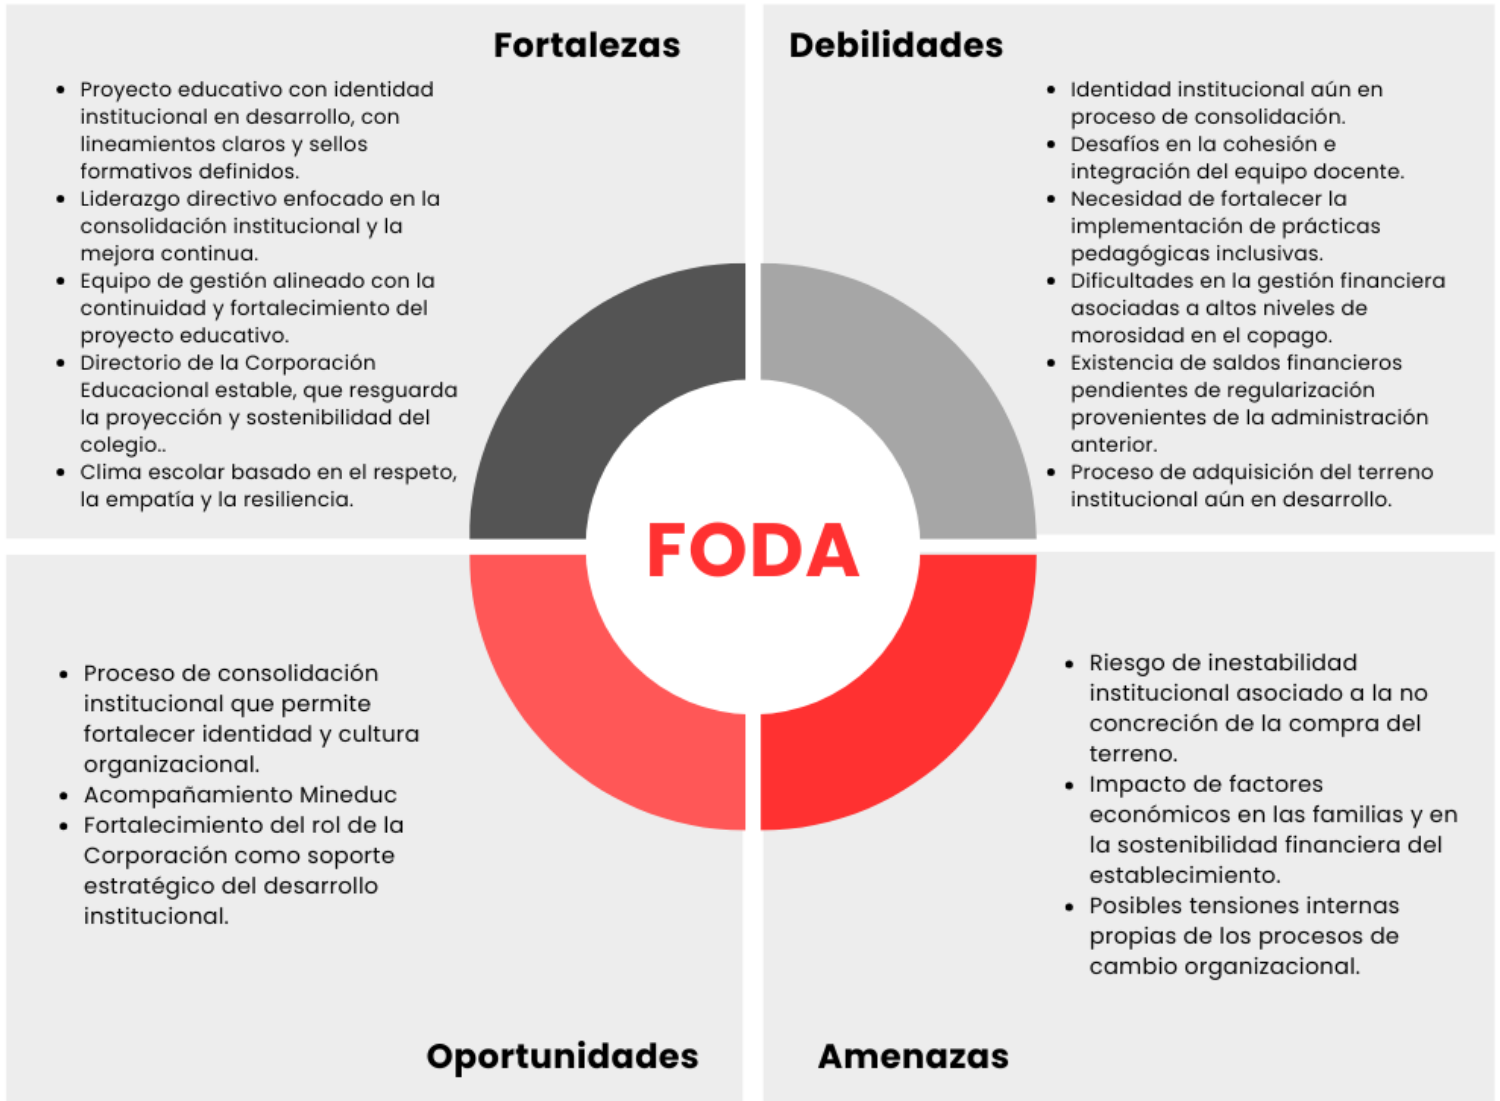 Fortalezas
• Proyecto educativo con identidad
institucional en desarrollo, con
lineamientos claros y sellos
formativos definidos.
• Liderazgo directivo enfocado en la
consolidación institucional y la
mejora continua.
• Equipo de gestión alineado con la
continuidad y fortalecimiento del
proyecto educativo.
• Directorio de la Corporación
Educacional estable, que resguarda
la proyección y sostenibilidad del
colegio..
• Clima escolar basado en el respeto,
la empatía y la resiliencia.
Debilidades
• Identidad institucional aún en
proceso de consolidación.
• Desafíos en la cohesión e
integración del equipo docente.
• Necesidad de fortalecer la
implementación de prácticas
pedagógicas inclusivas.
• Dificultades en la gestión financiera
asociadas a altos niveles de
morosidad en el copago.
• Existencia de saldos financieros
pendientes de regularización
provenientes de la administración
anterior.
• Proceso de adquisición del terreno
institucional aún en desarrollo.
FODA
• Proceso de consolidación
institucional que permite
fortalecer identidad y cultura
organizacional.
• Acompañamiento Mineduc
• Fortalecimiento del rol de la
Corporación como soporte
estratégico del desarrollo
institucional.
Oportunidades
• Riesgo de inestabilidad
institucional asociado a la no
concreción de la compra del
terreno.
• Impacto de factores
económicos en las familias y en
la sostenibilidad financiera del
establecimiento.
• Posibles tensiones internas
propias de los procesos de
cambio organizacional.
Amenazas